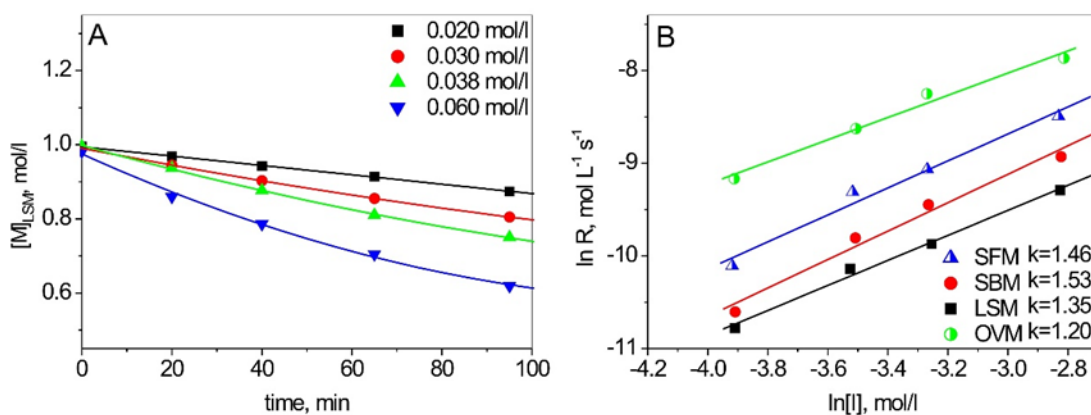 A
0.020 mol/l
0.030 mol/l
0.038 mol/l
0.060 mol/l
[M]LSM, mol/l
1.2
1.0
0.8
0.6
0
20
40
60
80
100
time, min
B
ln R, mol L⁻¹ s⁻¹
-8
-9
-10
-11
SFM k=1.46
SBM k=1.53
LSM k=1.35
OVM k=1.20
-4.2
-4.0
-3.8
-3.6
-3.4
-3.2
-3.0
-2.8
ln[I], mol/l